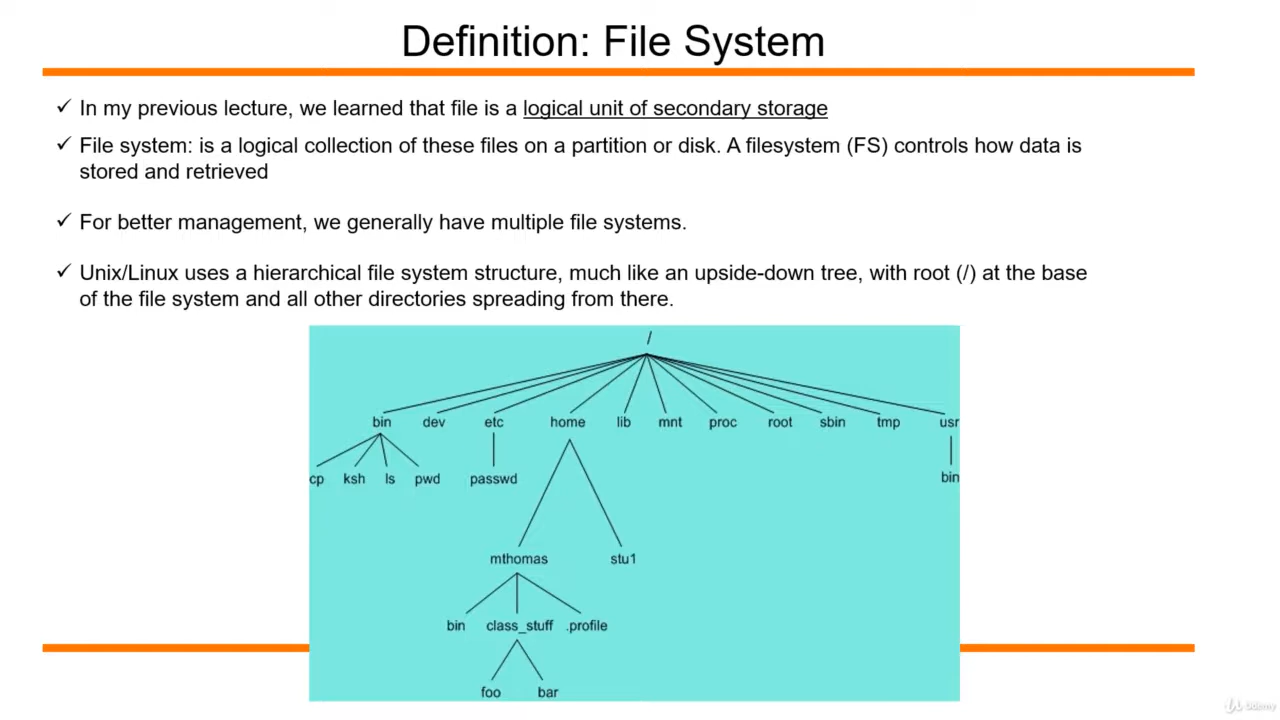 Definition: File System
✓ In my previous lecture, we learned that file is a logical unit of secondary storage
✓ File system: is a logical collection of these files on a partition or disk. A filesystem (FS) controls how data is
stored and retrieved
✓ For better management, we generally have multiple file systems.
✓ Unix/Linux uses a hierarchical file system structure, much like an upside-down tree, with root (/) at the base
of the file system and all other directories spreading from there.
/
bin dev etc home lib mnt proc root sbin tmp usr
cp ksh ls pwd passwd bin
mthomas stu1
bin class_stuff .profile
foo bar
Udemy